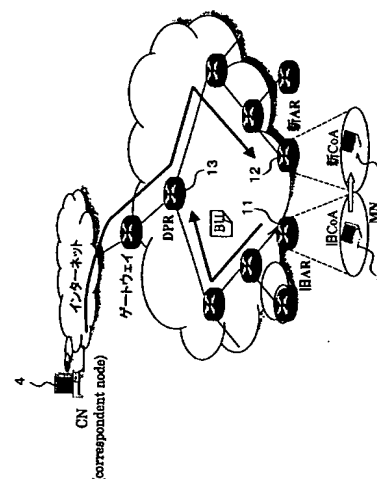 4
CN
(correspondent node)
インターネット
ゲートウェイ
DPR
13
BU
11
12
旧AR
新AR
旧CoA
新CoA
MN